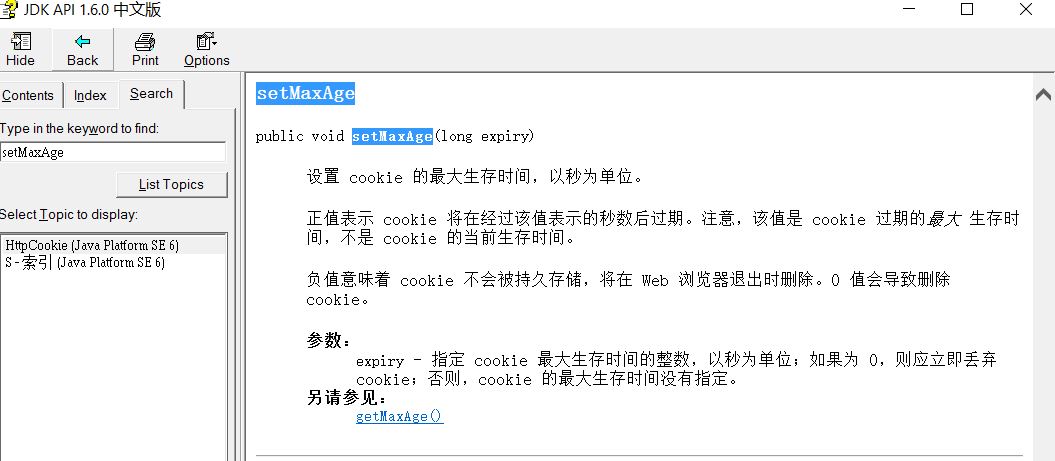 JDK API 1.6.0 中文版
Hide Back Print Options
Contents Index Search
Type in the keyword to find:
setMaxAge
List Topics
Select Topic to display:
HttpCookie (Java Platform SE 6)
S - 索引 (Java Platform SE 6)
setMaxAge
public void setMaxAge(long expiry)
设置 cookie 的最大生存时间，以秒为单位。
正值表示 cookie 将在经过该值表示的秒数后过期。注意，该值是 cookie 过期的最大 生存时
间，不是 cookie 的当前生存时间。
负值意味着 cookie 不会被持久存储，将在 Web 浏览器退出时删除。0 值会导致删除
cookie。
参数：
expiry - 指定 cookie 最大生存时间的整数，以秒为单位；如果为 0，则应立即丢弃
cookie；否则，cookie 的最大生存时间没有指定。
另请参见：
getMaxAge()